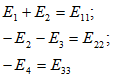 E₁ + E₂ = E₁₁;
−E₂ − E₃ = E₂₂;
−E₄ = E₃₃